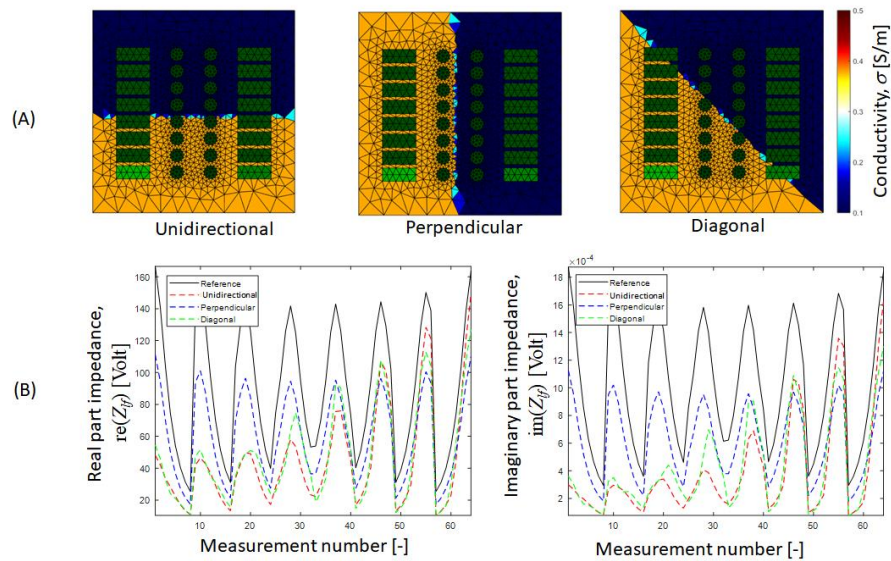 (A)
Unidirectional
Perpendicular
Diagonal
0.5
0.4
0.3
0.2
0.1
Conductivity, σ [S/m]
(B)
Real part impedance,
re(Zij) [Volt]
160
140
120
100
80
60
40
20
Reference
Unidirectional
Perpendicular
Diagonal
10 20 30 40 50 60
Measurement number [-]
Imaginary part impedance,
im(Zij) [Volt]
×10-4
18
16
14
12
10
8
6
4
2
Reference
Unidirectional
Perpendicular
Diagonal
0 10 20 30 40 50 60
Measurement number [-]